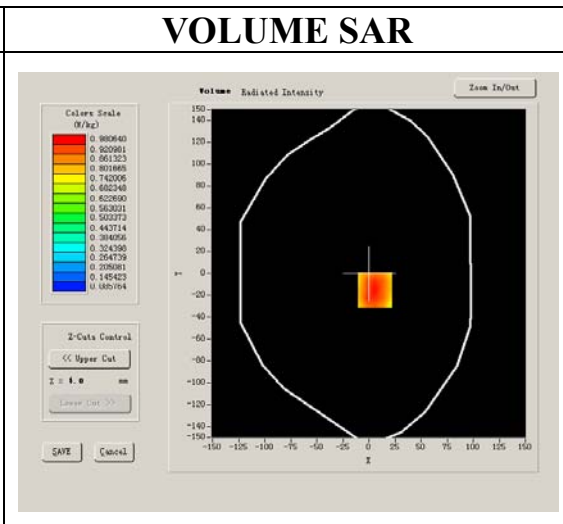 VOLUME SAR
Volume Radiated Intensity
Zoom In/Out
Colors Scale
(W/kg)
0.980640
0.920981
0.861323
0.801665
0.742006
0.682348
0.622690
0.563031
0.503373
0.443714
0.384056
0.324398
0.264739
0.205081
0.145423
0.085764
150
140
120
100
80
60
40
20
0
-20
-40
-60
-80
-100
-120
-140
-150
Y
-150 -125 -100 -75 -50 -25 0 25 50 75 100 125 150
X
Z-Cuts Control
<< Upper Cut
Z = 4.0 mm
Lower Cut >>
SAVE Cancel